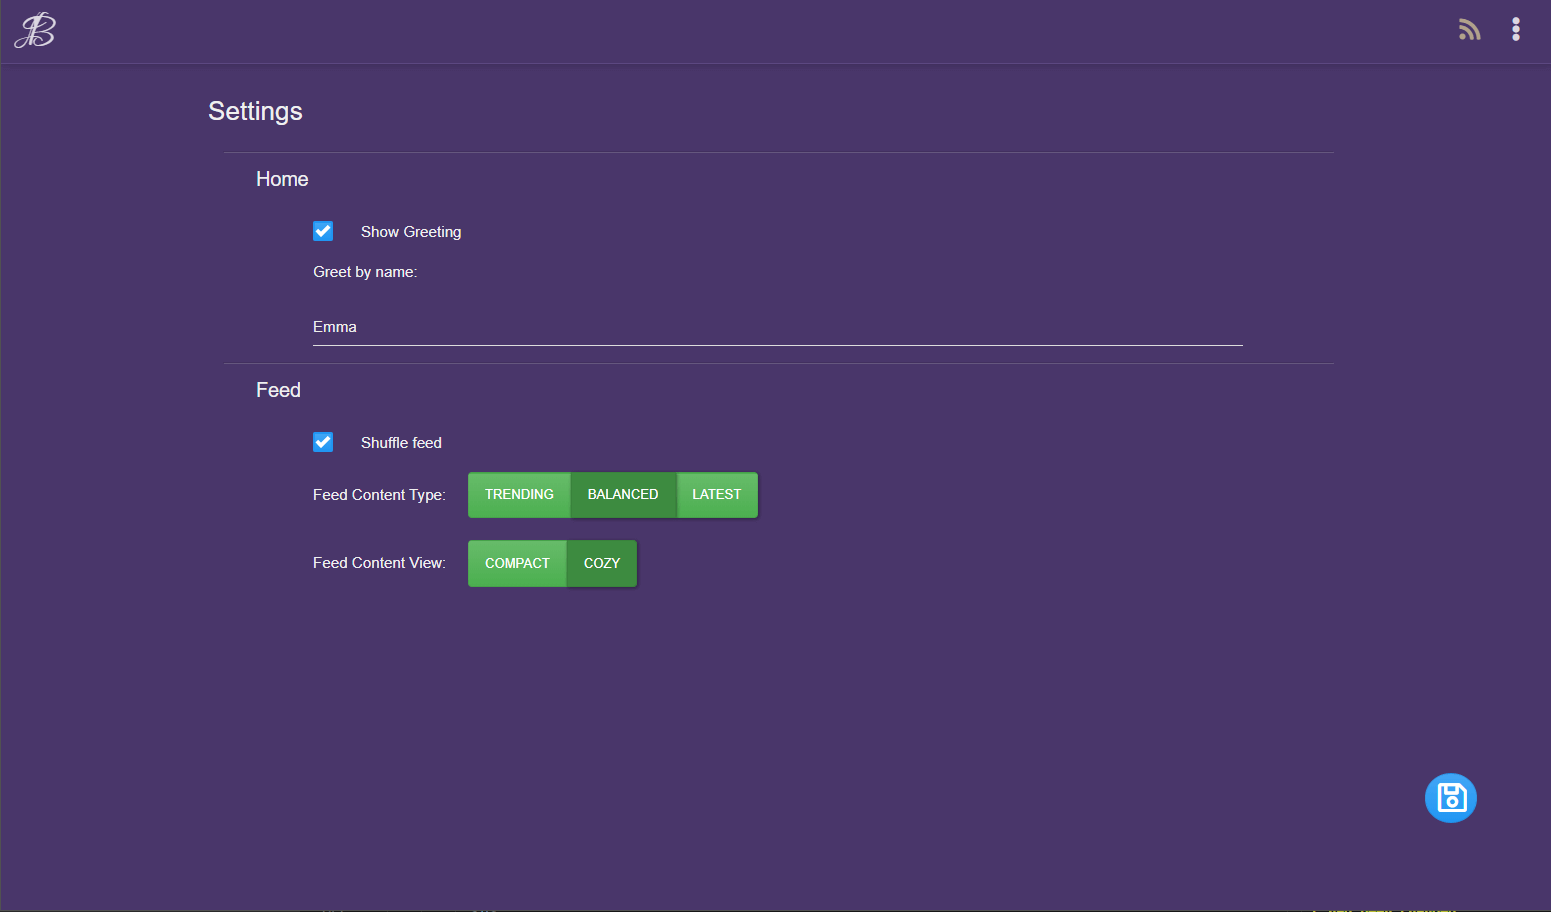 B
Settings
Home
Show Greeting
Greet by name:
Emma
Feed
Shuffle feed
Feed Content Type: TRENDING BALANCED LATEST
Feed Content View: COMPACT COZY